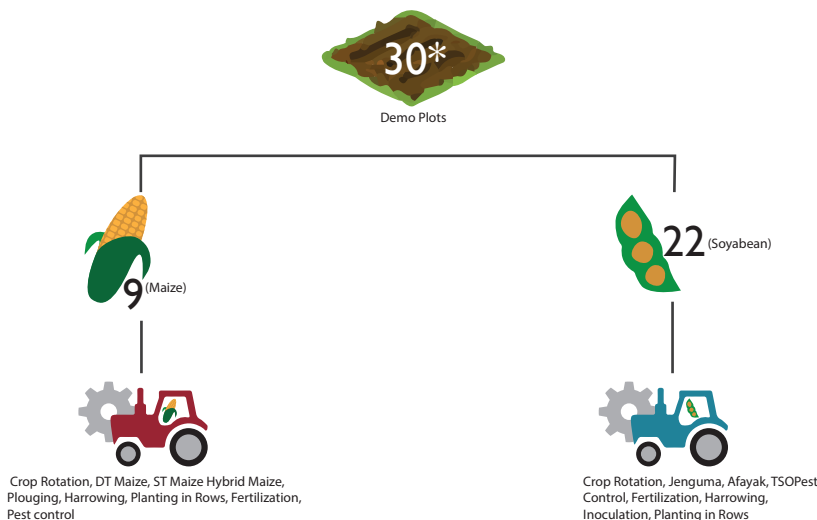 30*
Demo Plots
9 (Maize)
22 (Soyabean)
Crop Rotation, DT Maize, ST Maize Hybrid Maize,
Plouging, Harrowing, Planting in Rows, Fertilization,
Pest control
Crop Rotation, Jenguma, Afayak, TSOPest
Control, Fertilization, Harrowing,
Inoculation, Planting in Rows